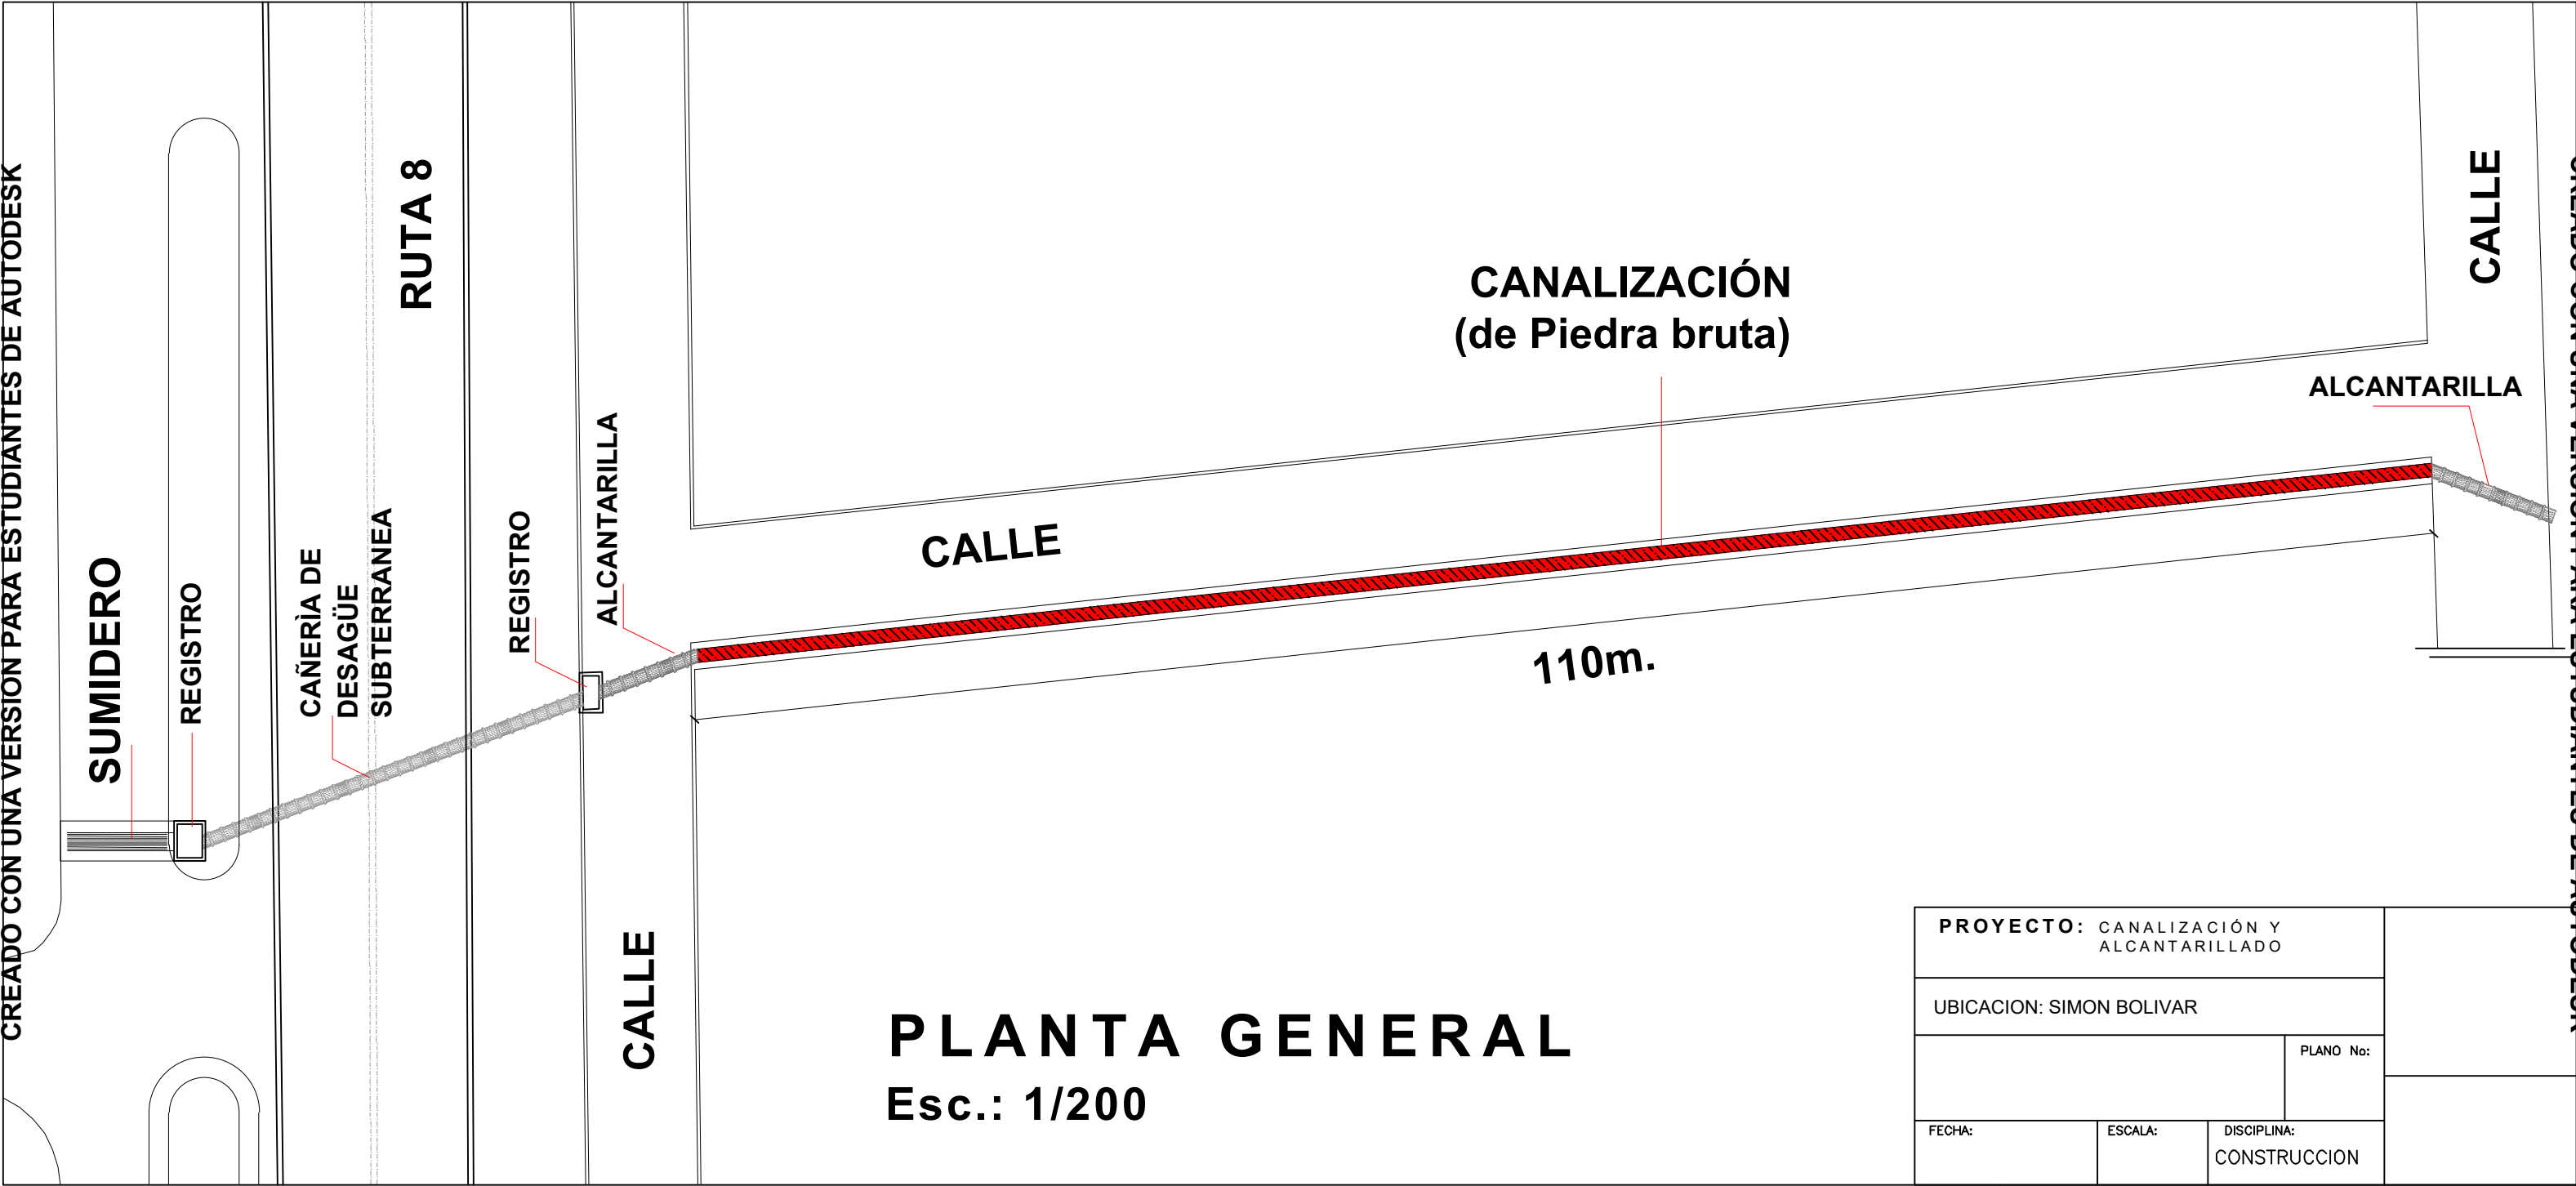 CREADO CON UNA VERSION PARA ESTUDIANTES DE AUTODESK
SUMIDERO
REGISTRO
CAÑERÌA DE
DESAGÜE
SUBTERRANEA
RUTA 8
REGISTRO
ALCANTARILLA
CALLE
CALLE
CANALIZACIÓN
(de Piedra bruta)
110m.
CALLE
ALCANTARILLA
PLANTA GENERAL
Esc.: 1/200
PROYECTO: CANALIZACIÓN Y
ALCANTARILLADO
UBICACION: SIMON BOLIVAR
PLANO No:
FECHA:
ESCALA:
DISCIPLINA:
CONSTRUCCION